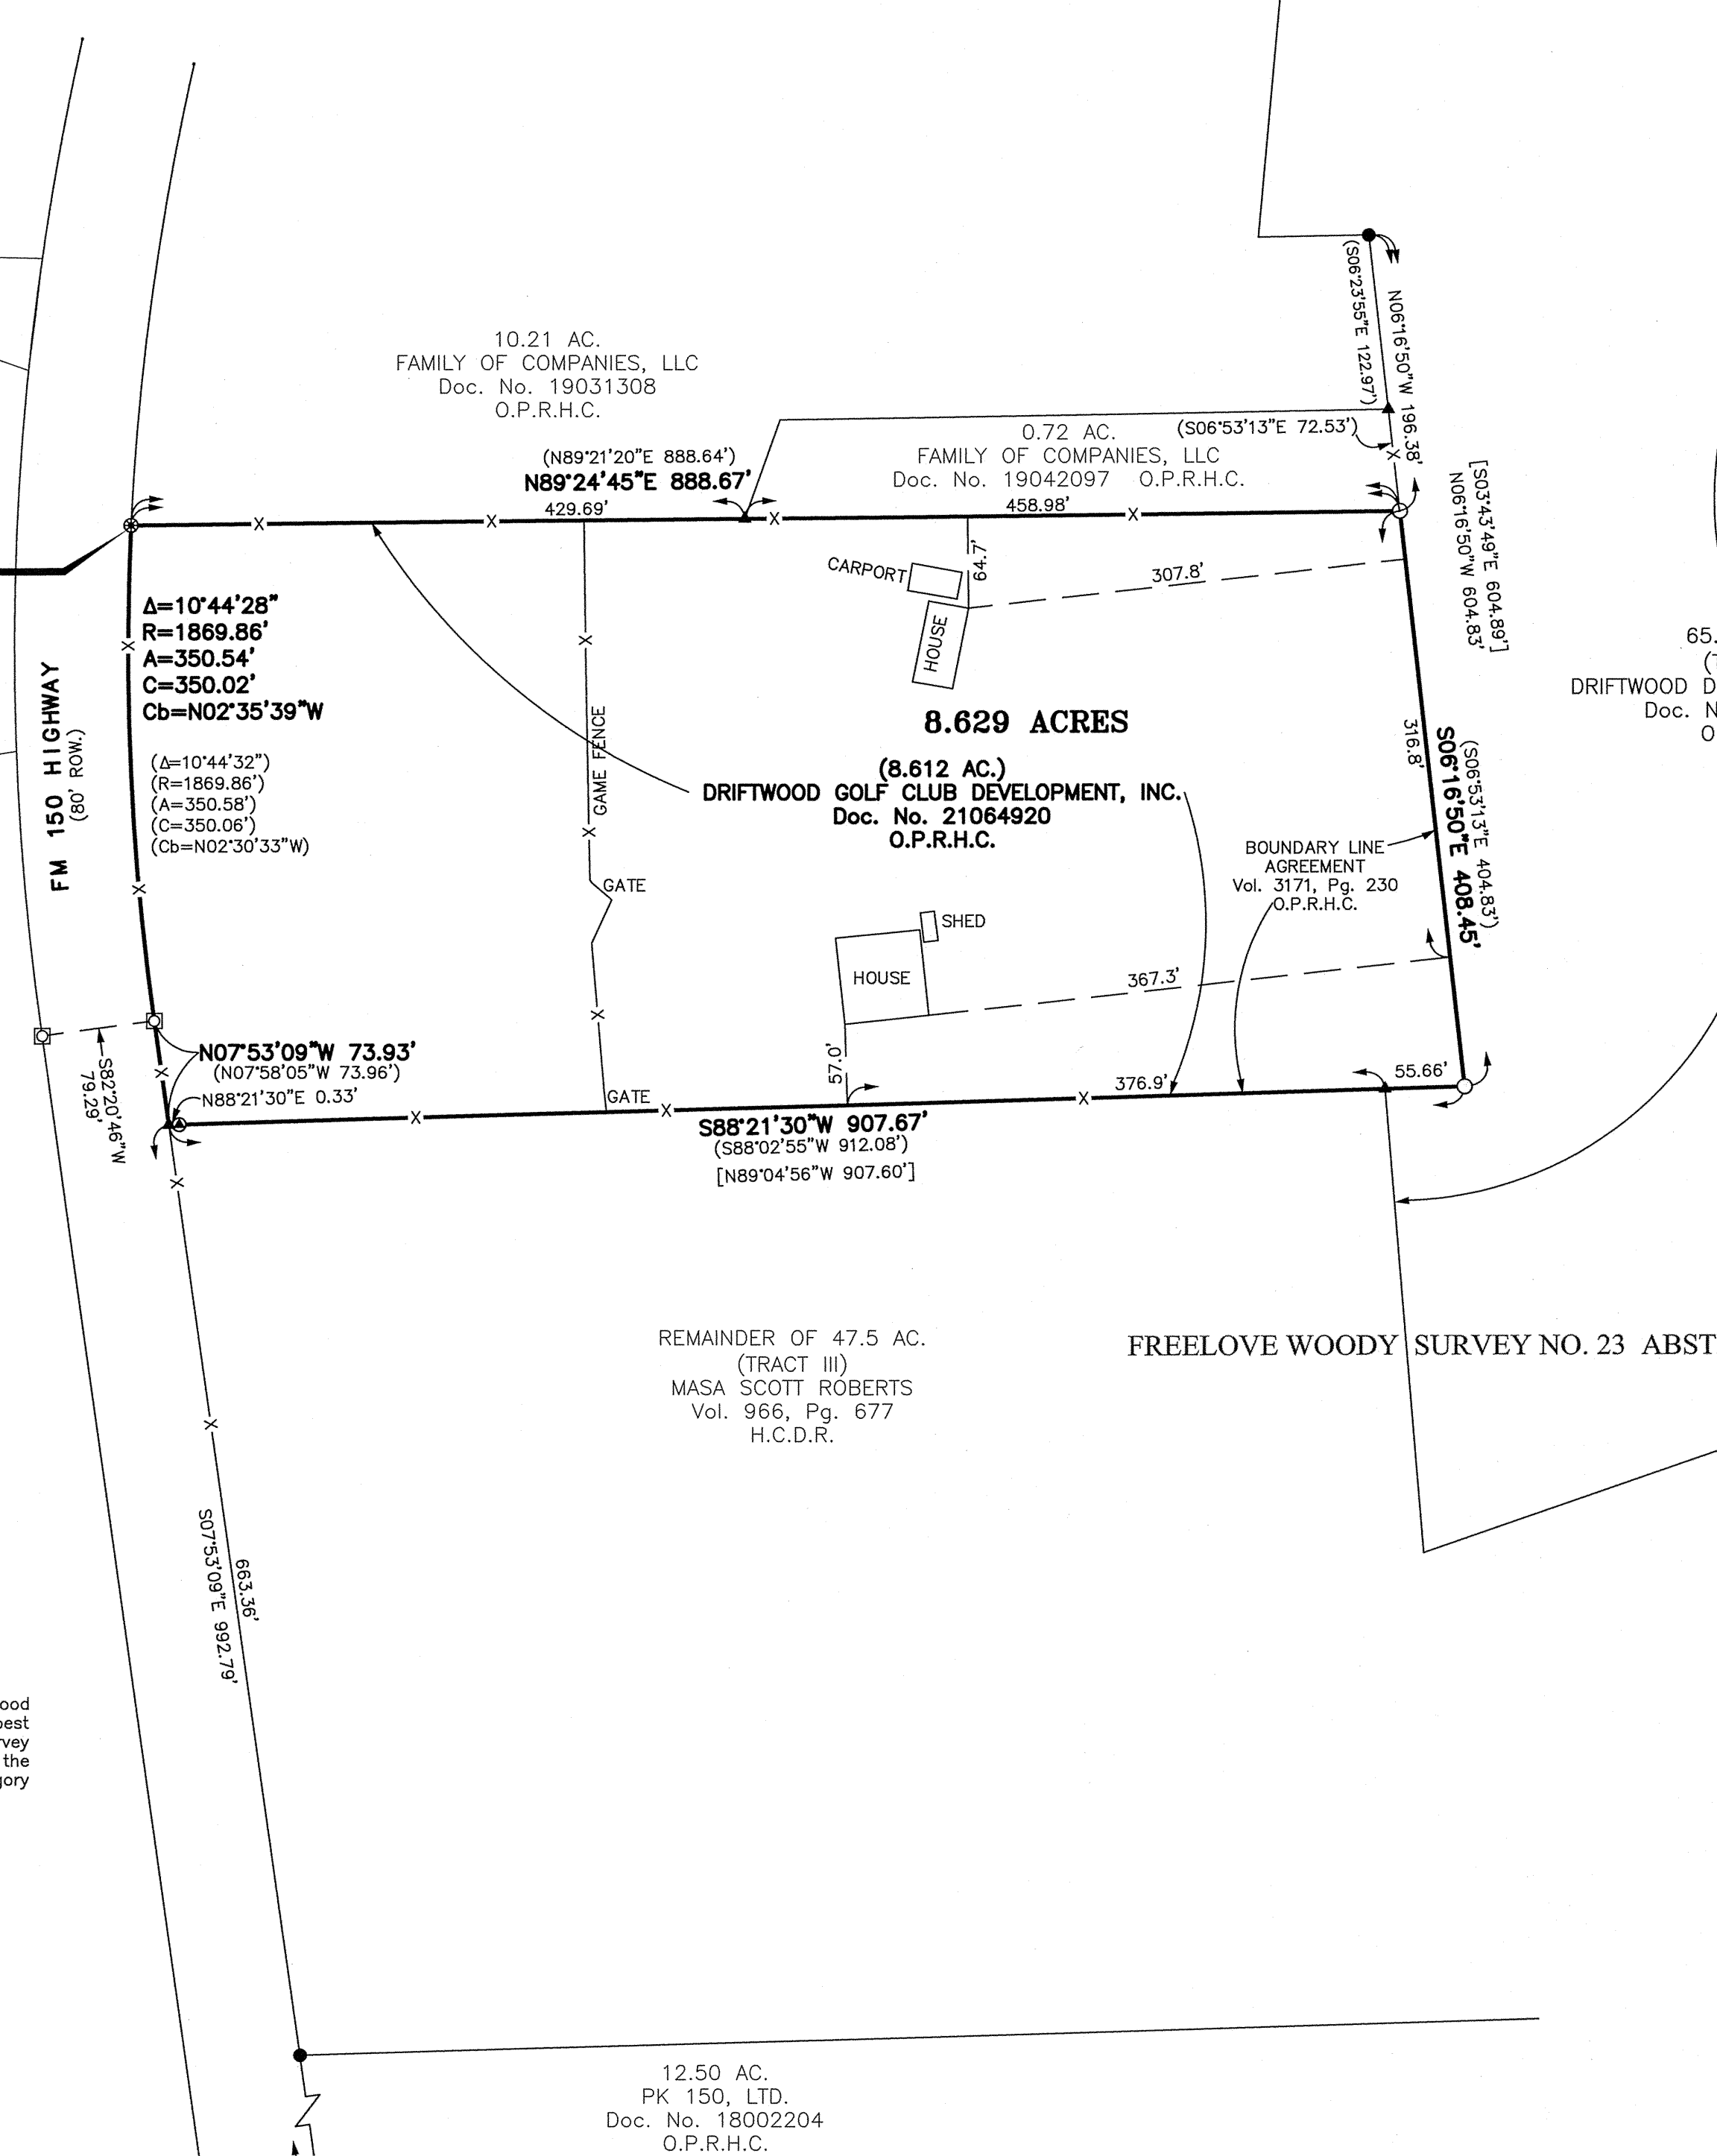 (S06°23'55"E 122.97')
N06°16'50"W 196.38'
10.21 AC.
FAMILY OF COMPANIES, LLC
Doc. No. 19031308
O.P.R.H.C.
0.72 AC.
FAMILY OF COMPANIES, LLC
Doc. No. 19042097 O.P.R.H.C.
(S06°53'13"E 72.53')
(N89°21'20"E 888.64')
N89°24'45"E 888.67'
429.69'
458.98'
X X X X
X
[S03°43'49"E 604.89']
N06°16'50"W 604.83'
64.7'
CARPORT
307.8'
HOUSE
Δ=10°44'28"
R=1869.86'
A=350.54'
C=350.02'
Cb=N02°35'39"W
(Δ=10°44'32")
(R=1869.86')
(A=350.58')
(C=350.06')
(Cb=N02°30'33"W)
X
X
FM 150 HIGHWAY
(80' ROW.)
X
GAME FENCE
X
GATE
X
8.629 ACRES
(8.612 AC.)
DRIFTWOOD GOLF CLUB DEVELOPMENT, INC.
Doc. No. 21064920
O.P.R.H.C.
65.
(T
DRIFTWOOD D
Doc. N
O
316.8'
S06°16'50"E 408.45'
(S06°53'13"E 404.83')
BOUNDARY LINE
AGREEMENT
Vol. 3171, Pg. 230
O.P.R.H.C.
SHED
HOUSE
367.3'
57.0'
N07°53'09"W 73.93'
(N07°58'05"W 73.96')
N88°21'30"E 0.33'
X
S82°20'46"W
79.29'
GATE
376.9'
55.66'
X X X
S88°21'30"W 907.67'
(S88°02'55"W 912.08')
[N89°04'56"W 907.60']
X
REMAINDER OF 47.5 AC.
(TRACT III)
MASA SCOTT ROBERTS
Vol. 966, Pg. 677
H.C.D.R.
FREELOVE WOODY SURVEY NO. 23 ABST
X
663.36'
S07°53'09"E 992.79'
ood
best
rvey
the
gory
12.50 AC.
PK 150, LTD.
Doc. No. 18002204
O.P.R.H.C.